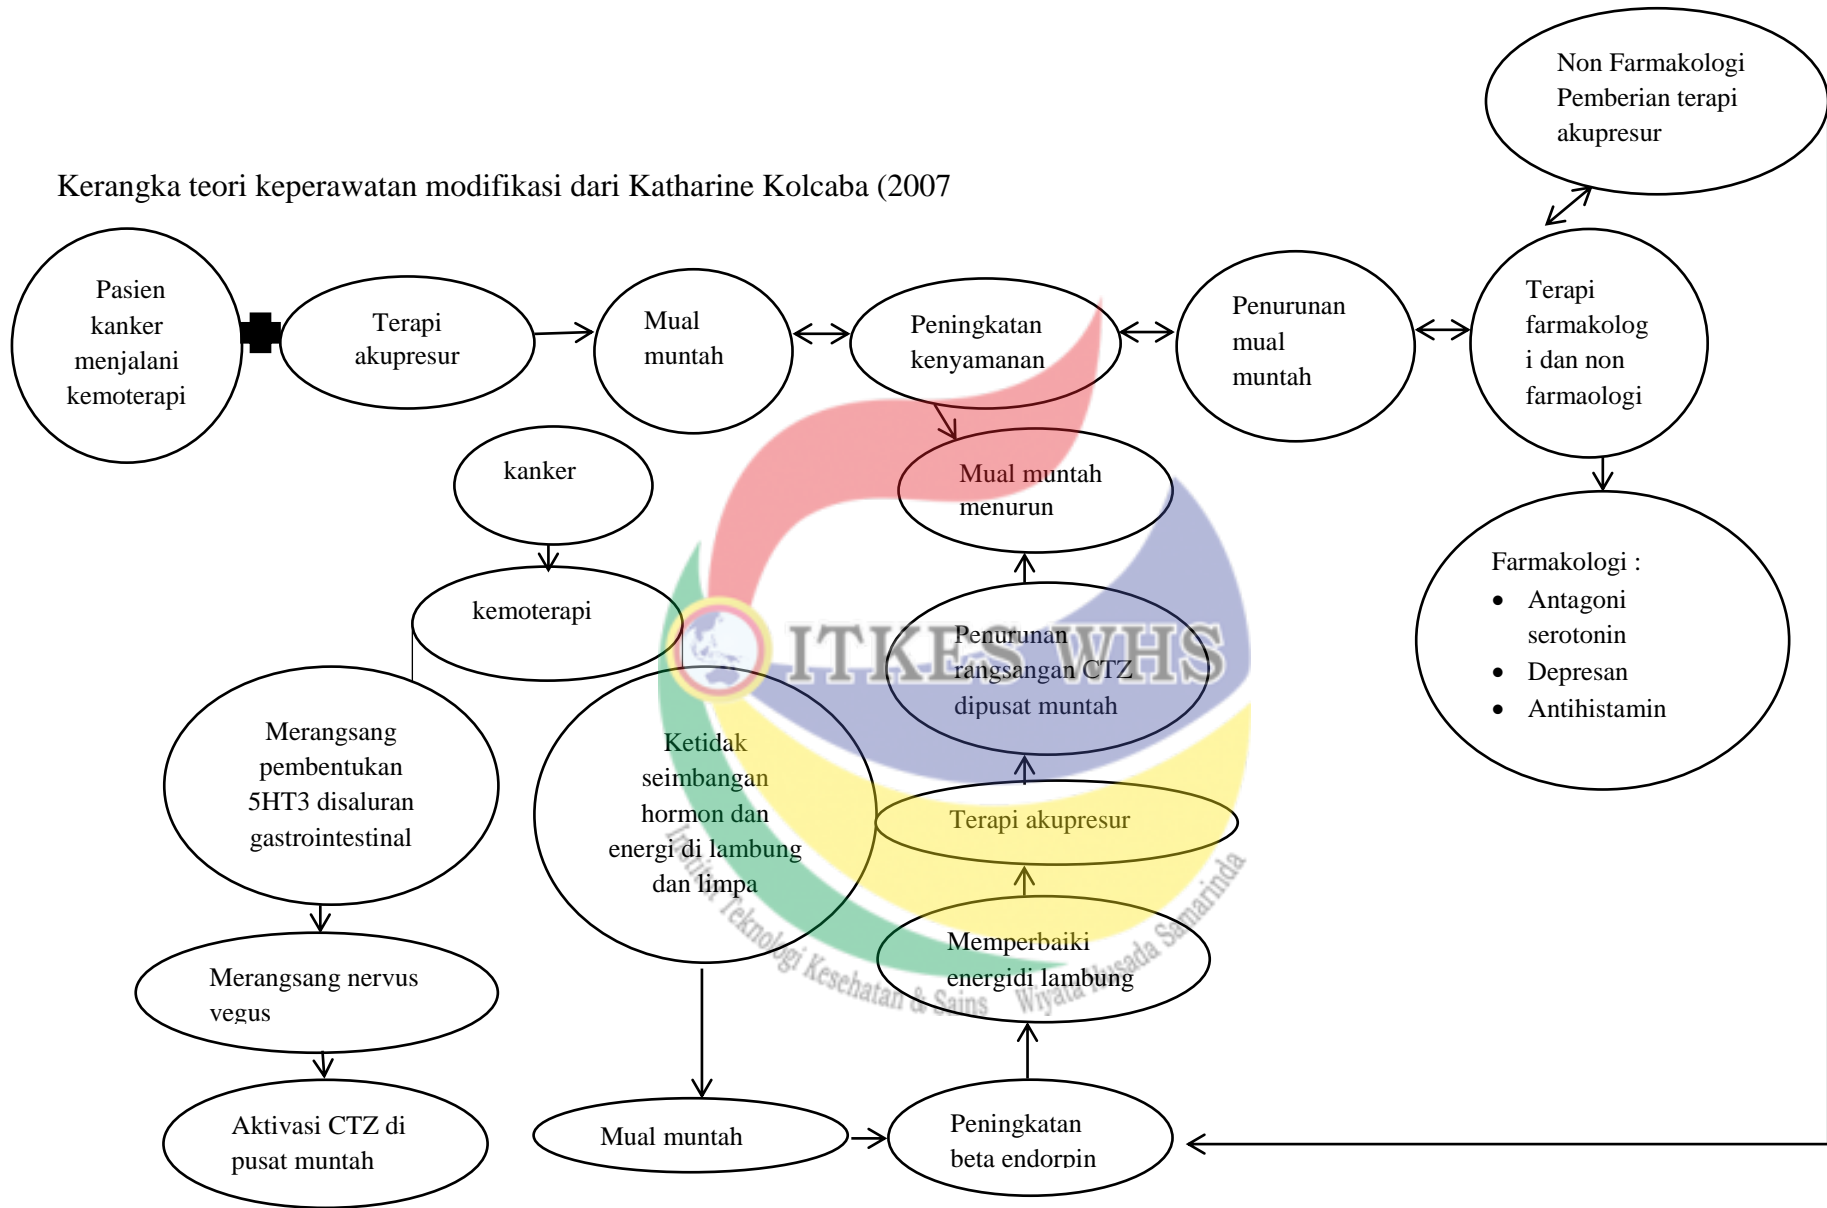 Non Farmakologi
Pemberian terapi
akupresur
Kerangka teori keperawatan modifikasi dari Katharine Kolcaba (2007
Pasien
kanker
menjalani
kemoterapi
Terapi
akupresur
Mual
muntah
Peningkatan
kenyamanan
Penurunan
mual
muntah
Terapi
farmakolog
i dan non
farmaologi
kanker
Mual muntah
menurun
kemoterapi
Farmakologi :
• Antagoni
serotonin
• Depresan
• Antihistamin
Penurunan
rangsangan CTZ
dipusat muntah
ITKES WHS
Merangsang
pembentukan
5HT3 disaluran
gastrointestinal
Ketidak
seimbangan
hormon dan
energi di lambung
dan limpa
Terapi akupresur
Memperbaiki
energidi lambung
Institut Teknologi Kesehatan & Sains Wiyata Husada Samarinda
Merangsang nervus
vegus
Aktivasi CTZ di
pusat muntah
Mual muntah
Peningkatan
beta endorpin